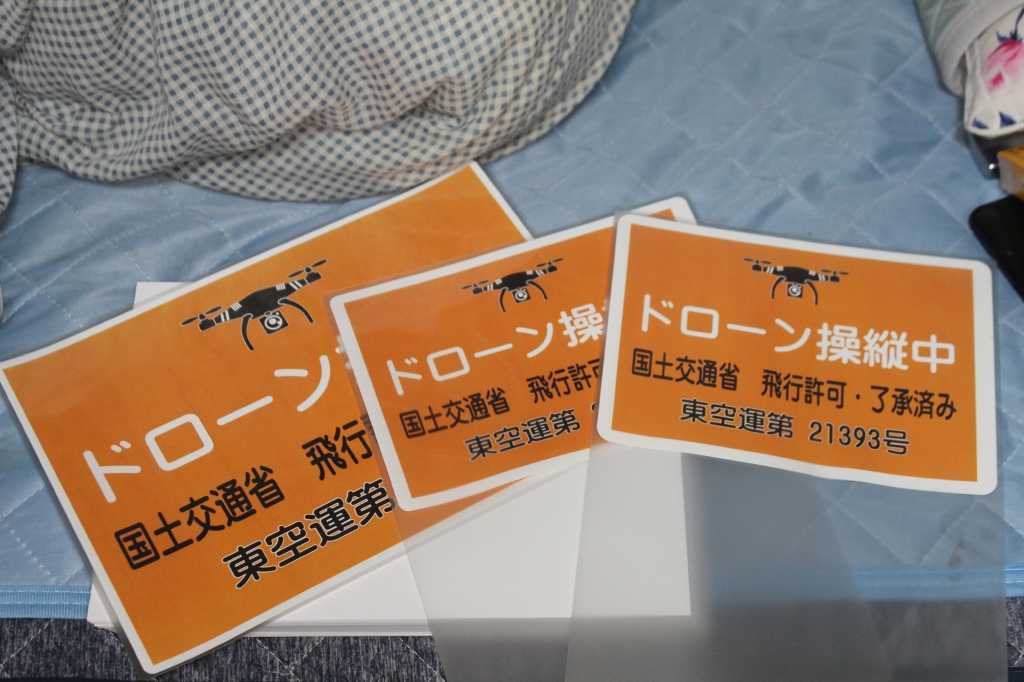 ドローン
国土交通省 飛行
東空運第
ドローン操
国土交通省 飛行許可
東空運第
ドローン操縦中
国土交通省 飛行許可・了承済み
東空運第 21393号